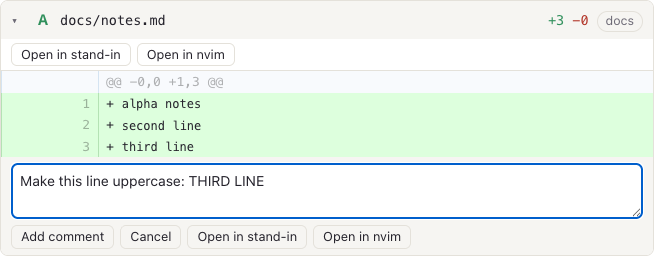 ▾ A docs/notes.md +3 −0 docs
Open in stand-in Open in nvim
@@ −0,0 +1,3 @@
1 + alpha notes
2 + second line
3 + third line
Make this line uppercase: THIRD LINE
Add comment Cancel Open in stand-in Open in nvim